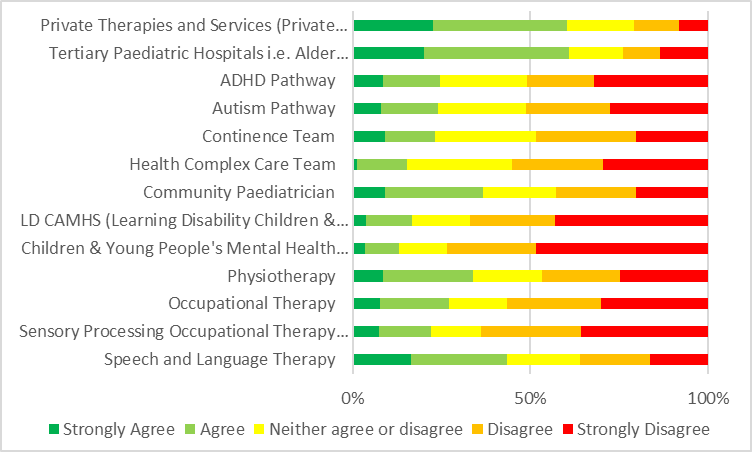 Private Therapies and Services (Private...
Tertiary Paediatric Hospitals i.e. Alder...
ADHD Pathway
Autism Pathway
Continence Team
Health Complex Care Team
Community Paediatrician
LD CAMHS (Learning Disability Children &...
Children & Young People's Mental Health...
Physiotherapy
Occupational Therapy
Sensory Processing Occupational Therapy...
Speech and Language Therapy
0% 50% 100%
Strongly Agree Agree Neither agree or disagree Disagree Strongly Disagree